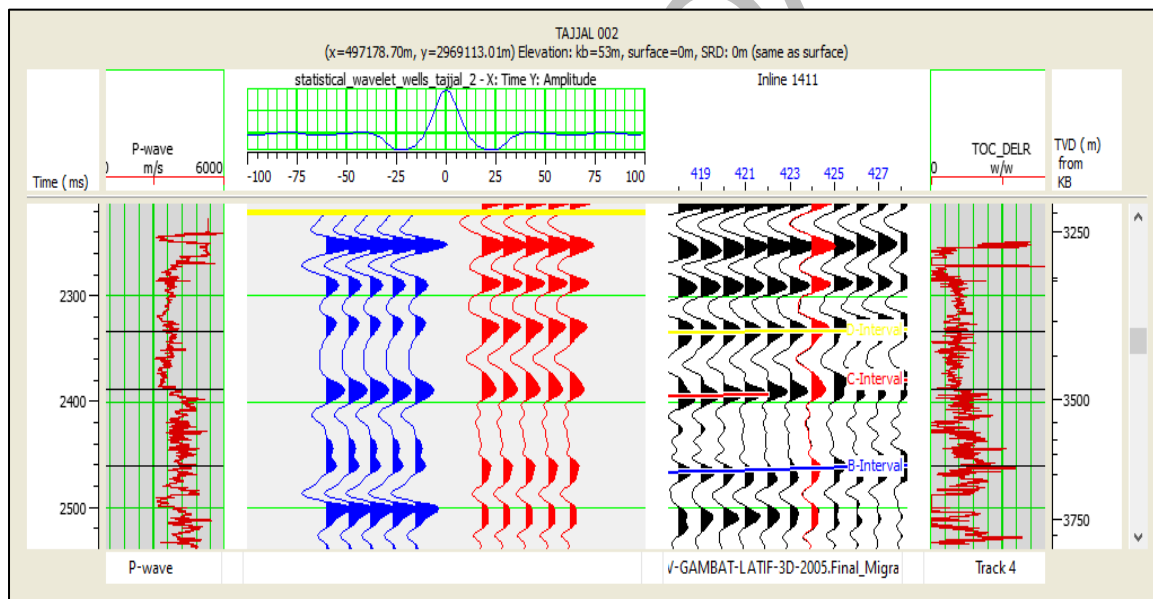 TAJJAL 002
(x=497178.70m, y=2969113.01m) Elevation: kb=53m, surface=0m, SRD: 0m (same as surface)
statistical_wavelet_wells_tajjal_2 - X: Time Y: Amplitude
Inline 1411
P-wave
m/s 6000
Time (ms)
-100 -75 -50 -25 0 25 50 75 100
419 421 423 425 427
TOC_DELR
0 w/w
TVD (m)
from
KB
3250
2300
D-Interval
C-Interval
2400
3500
B-Interval
2500
3750
P-wave
V-GAMBAT-LATIF-3D-2005.Final_Migra
Track 4